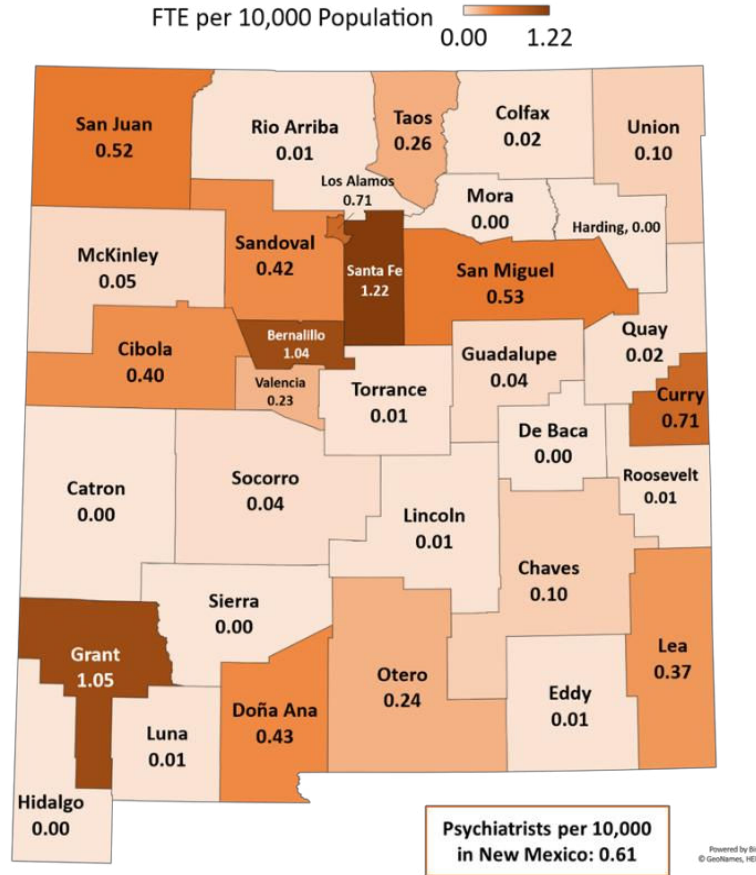 FTE per 10,000 Population
0.00 1.22
San Juan
0.52
Rio Arriba
0.01
Taos
0.26
Colfax
0.02
Union
0.10
Los Alamos
0.71
Mora
0.00
Harding, 0.00
McKinley
0.05
Sandoval
0.42
Santa Fe
1.22
San Miguel
0.53
Cibola
0.40
Bernalillo
1.04
Valencia
0.23
Torrance
0.01
Guadalupe
0.04
Quay
0.02
Curry
0.71
De Baca
0.00
Roosevelt
0.01
Catron
0.00
Socorro
0.04
Lincoln
0.01
Chaves
0.10
Sierra
0.00
Grant
1.05
Luna
0.01
Doña Ana
0.43
Otero
0.24
Eddy
0.01
Lea
0.37
Hidalgo
0.00
Psychiatrists per 10,000
in New Mexico: 0.61
Powered by
© GeoNames,